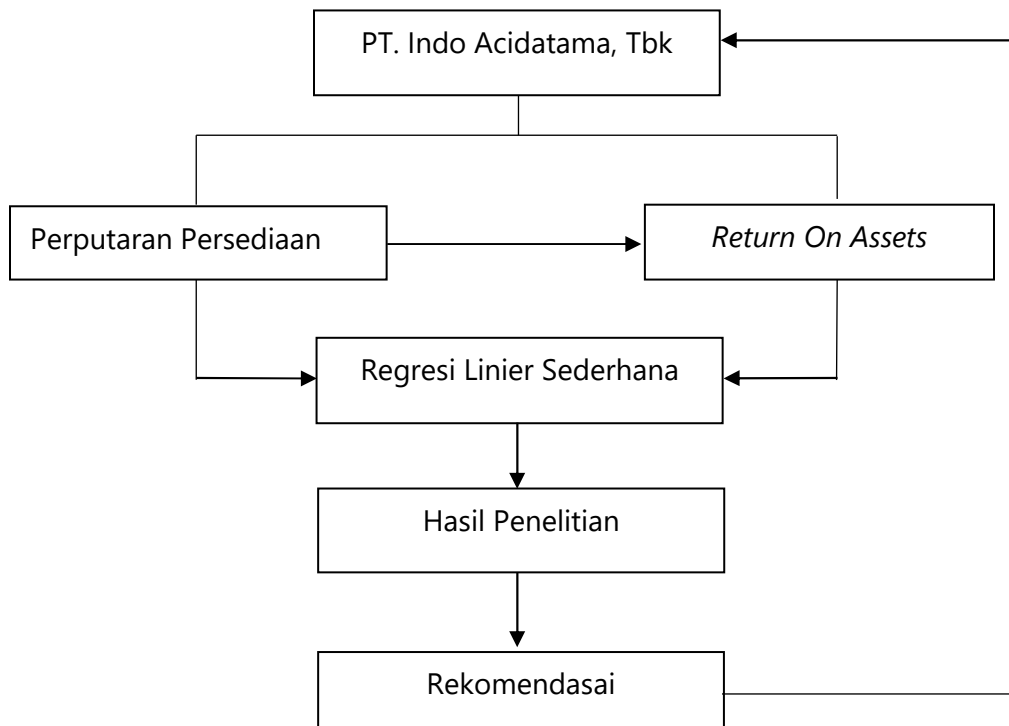 PT. Indo Acidatama, Tbk
Perputaran Persediaan
Return On Assets
Regresi Linier Sederhana
Hasil Penelitian
Rekomendasai